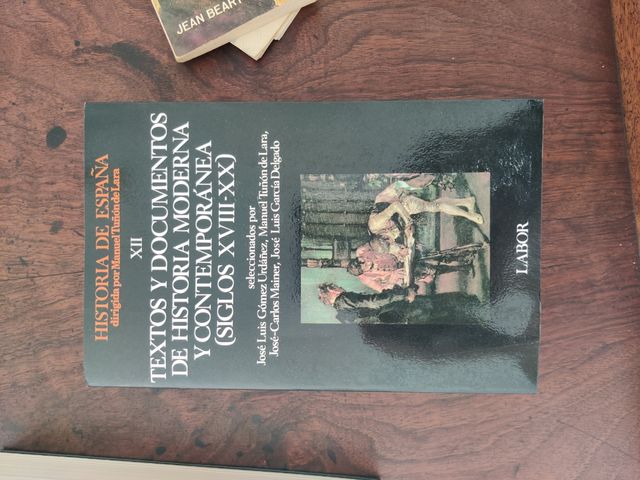 HISTORIA DE ESPAÑA
dirigida por Manuel Tuñón de Lara
XII
TEXTOS Y DOCUMENTOS
DE HISTORIA MODERNA
Y CONTEMPORÁNEA
(SIGLOS XVIII-XX)
seleccionados por
José Luis Gómez Urdáñez, Manuel Tuñón de Lara,
José-Carlos Mainer, José Luis García Delgado
LABOR
JEAN